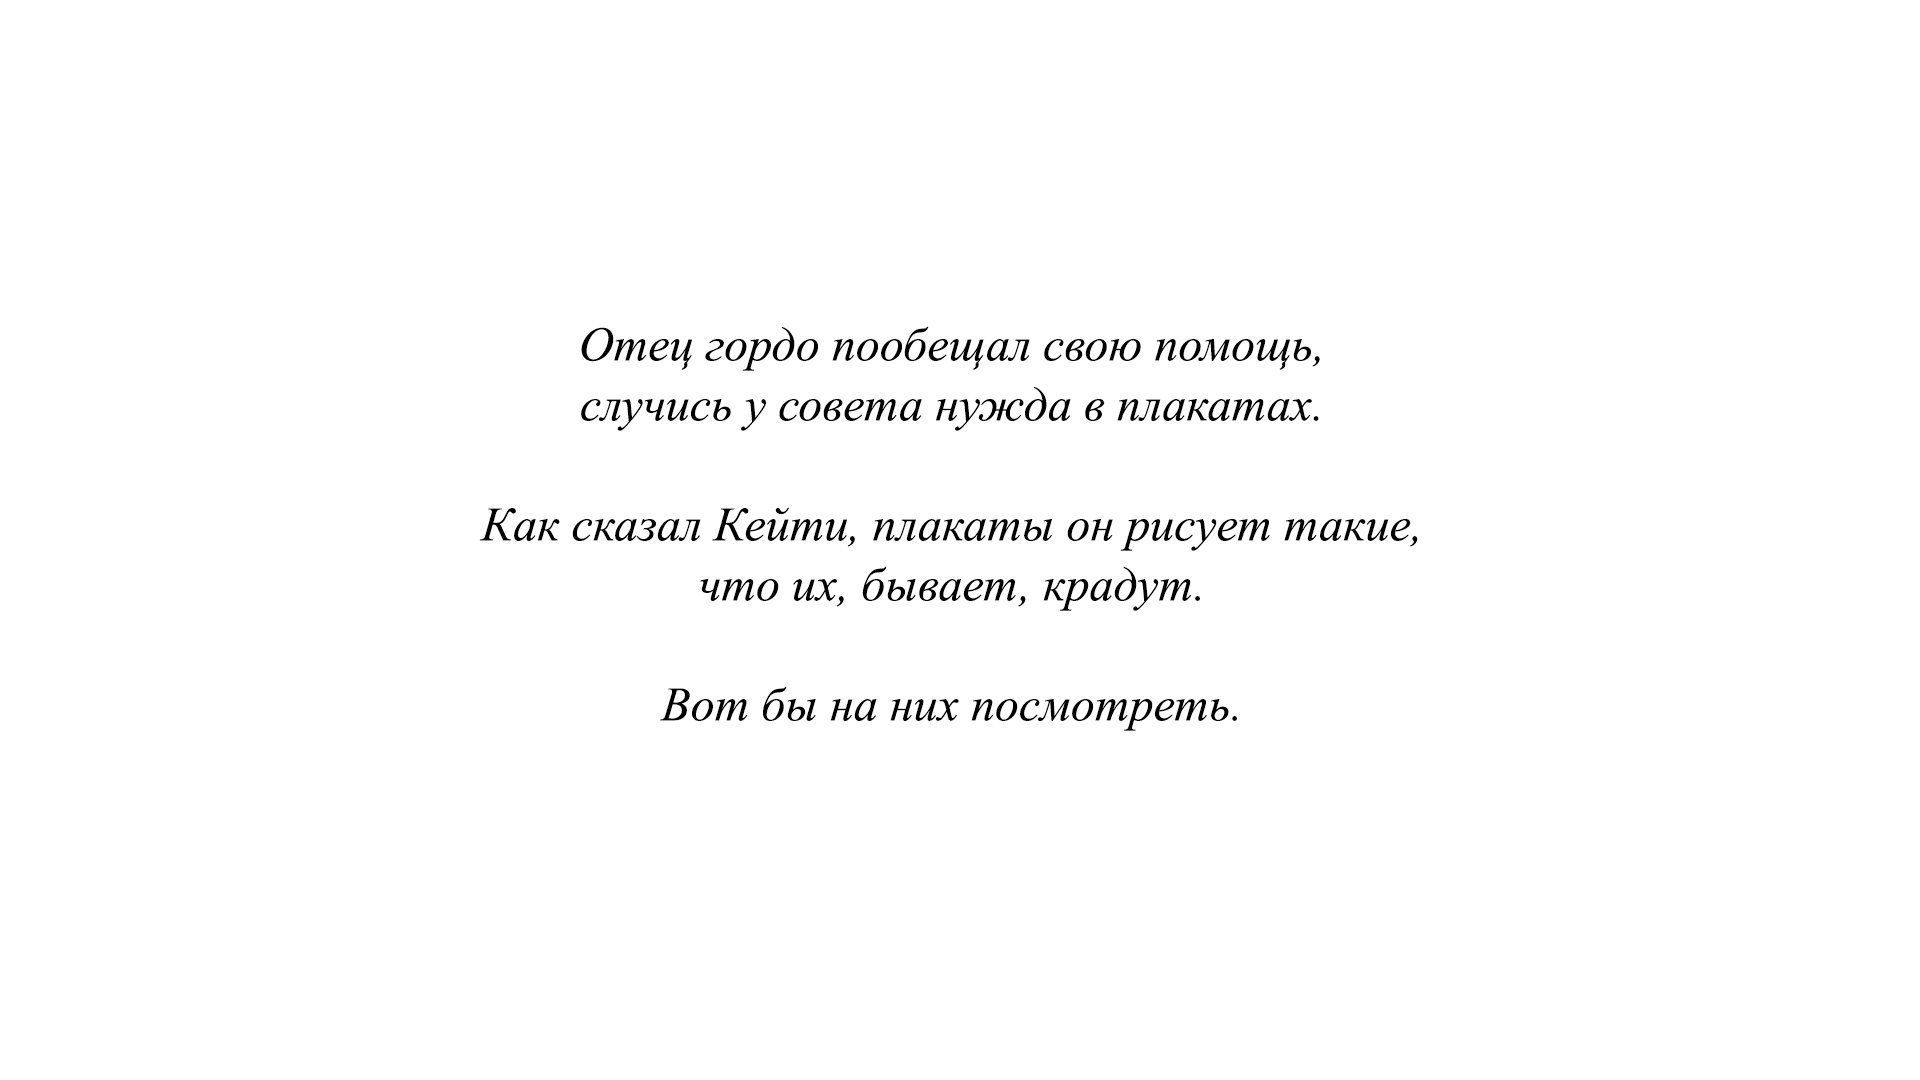 Отец гордо пообещал свою помощь,
случись у совета нужда в плакатах.
Как сказал Кейти, плакаты он рисует такие,
что их, бывает, крадут.
Вот бы на них посмотреть.